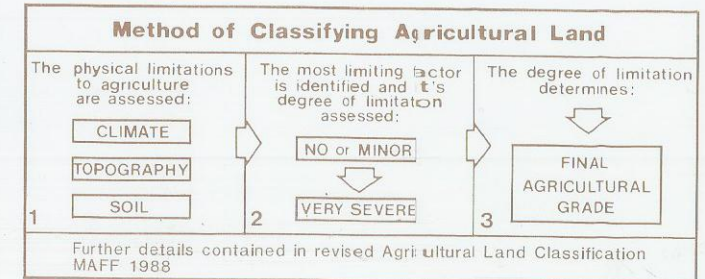 Method of Classifying Agricultural Land
The physical limitations
to agriculture
are assessed:
CLIMATE
TOPOGRAPHY
SOIL
1
The most limiting factor
is identified and it's
degree of limitaton
assessed:
NO or MINOR
VERY SEVERE
2
The degree of limitation
determines:
FINAL
AGRICULTURAL
GRADE
3
Further details contained in revised Agricultural Land Classification
MAFF 1988